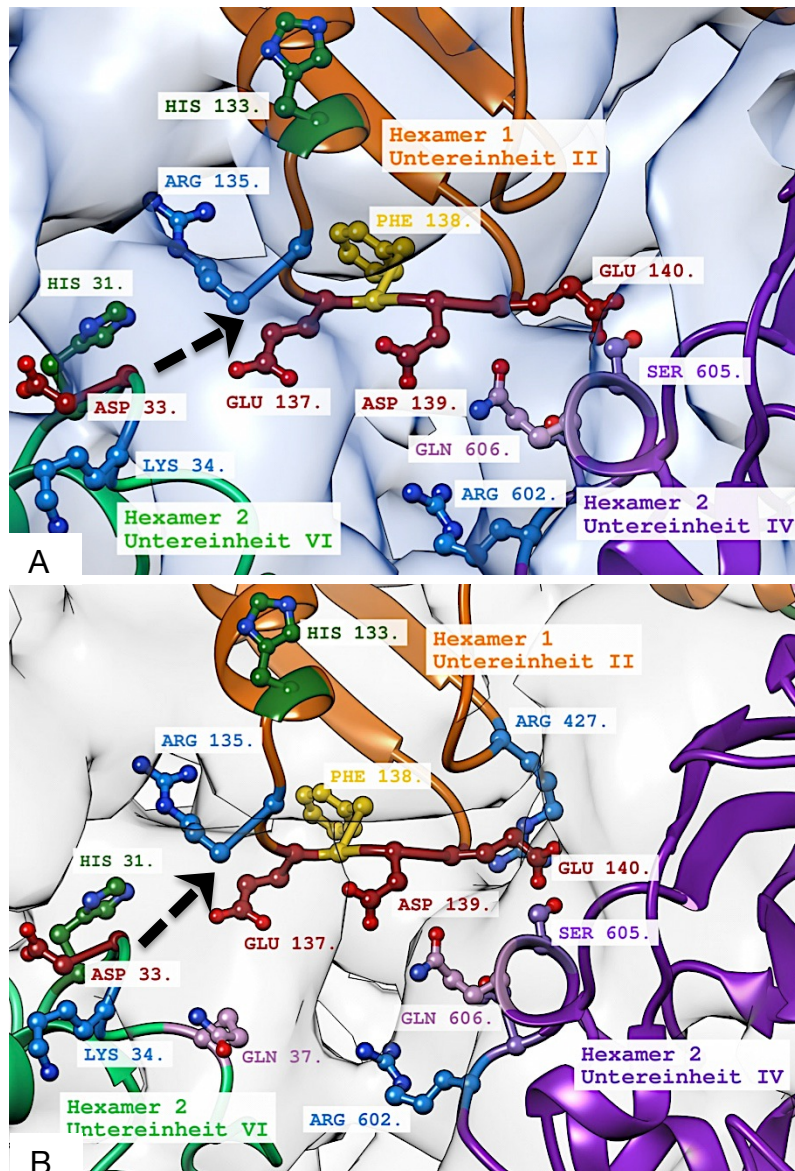 HIS 133.
Hexamer 1
Untereinheit II
ARG 135.
PHE 138.
GLU 140.
HIS 31.
SER 605.
ASP 33.
GLU 137.
ASP 139.
GLN 606.
LYS 34.
ARG 602.
Hexamer 2
Untereinheit VI
Hexamer 2
Untereinheit IV
A
HIS 133.
Hexamer 1
Untereinheit II
ARG 427.
ARG 135.
PHE 138.
HIS 31.
GLU 140.
ASP 139.
SER 605.
GLU 137.
ASP 33.
GLN 606.
LYS 34.
GLN 37.
Hexamer 2
Untereinheit IV
Hexamer 2
Untereinheit VI
ARG 602.
B